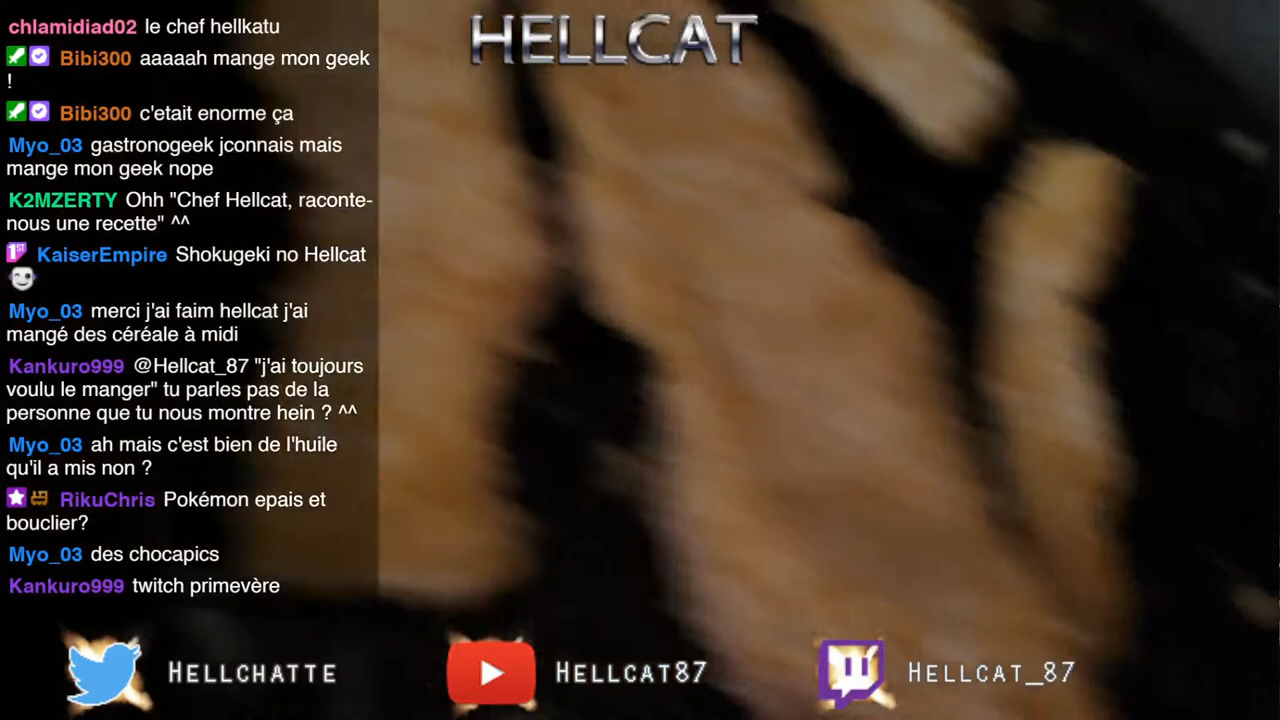 HELLCAT
chlamidiad02 le chef hellkatu
Bibi300 aaaaah mange mon geek
!
Bibi300 c'etait enorme ça
Myo_03 gastronogeek jconnais mais
mange mon geek nope
K2MZERTY Ohh "Chef Hellcat, raconte-
nous une recette" ^^
1ST KaiserEmpire Shokugeki no Hellcat
Myo_03 merci j'ai faim hellcat j'ai
mangé des céréale à midi
Kankuro999 @Hellcat_87 "j'ai toujours
voulu le manger" tu parles pas de la
personne que tu nous montre hein ? ^^
Myo_03 ah mais c'est bien de l'huile
qu'il a mis non ?
RikuChris Pokémon epais et
bouclier?
Myo_03 des chocapics
Kankuro999 twitch primevère
HELLCHATTE
HELLCAT87
HELLCAT_87